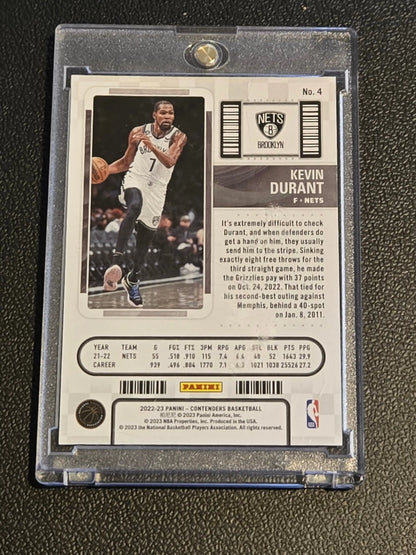 No. 4
NETS
B
BROOKLYN
KEVIN
DURANT
F • NETS
BROOKLYN
7
It's extremely difficult to check
Durant, and when defenders do
get a hand on him, they usually
send him to the stripe. Sinking
exactly eight free throws for the
third straight game, he made
the Grizzlies pay with 37 points
on Oct. 24, 2022. That tied for
his second-best outing against
Memphis, behind a 40-spot
on Jan. 8, 2011.
YEAR TEAM G FG% FT% 3PM RPG APG STL BLK PTS PPG
21-22 NETS 55 .518 .910 115 7.4 6.4 48 52 1643 29.9
CAREER 939 .496 .884 1770 7.1 4.3 1021 1038 25526 27.2
PANINI
2022-23 PANINI - CONTENDERS BASKETBALL
© 2023 Panini America, Inc.
© 2023 NBA Properties, Inc. Produced in the USA.
© 2023 the National Basketball Players Association. All rights reserved.
NBA